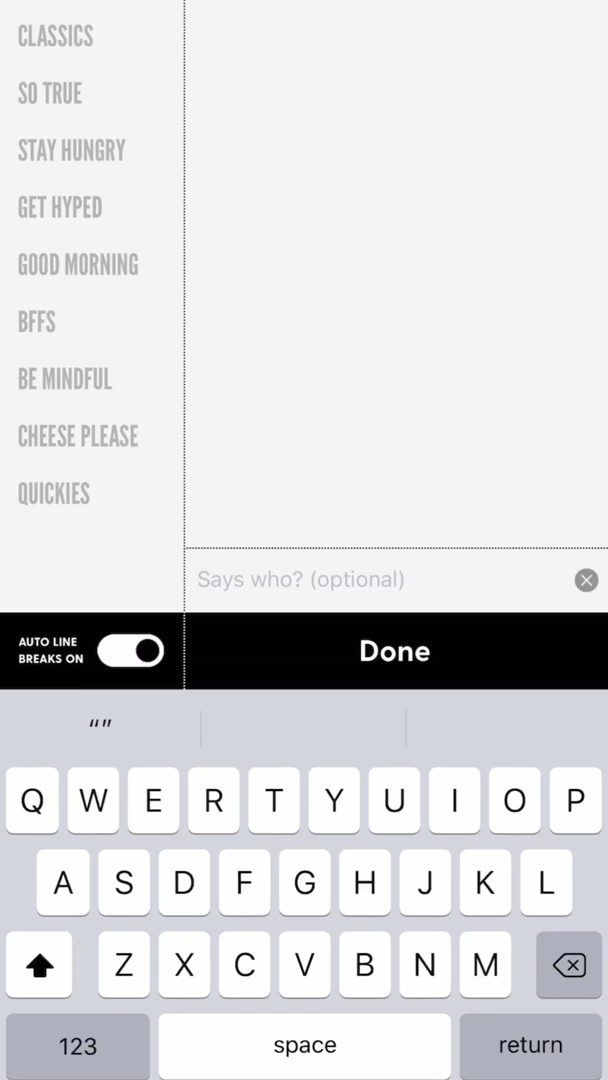 CLASSICS
SO TRUE
STAY HUNGRY
GET HYPED
GOOD MORNING
BFFS
BE MINDFUL
CHEESE PLEASE
QUICKIES
Says who? (optional)
AUTO LINE
BREAKS ON
Done
“”
Q W E R T Y U I O P
A S D F G H J K L
Z X C V B N M
123 space return